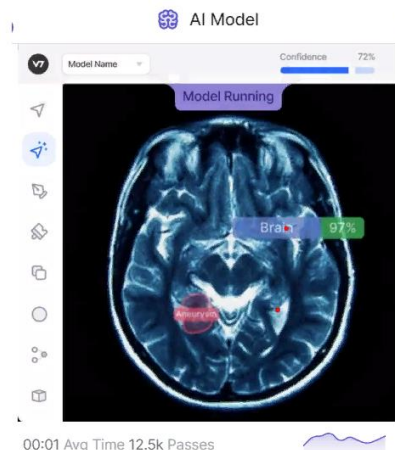 AI Model
V7
Model Name
Confidence 72%
Model Running
Brain 97%
Aneurysm
00:01 Avg Time 12.5k Passes